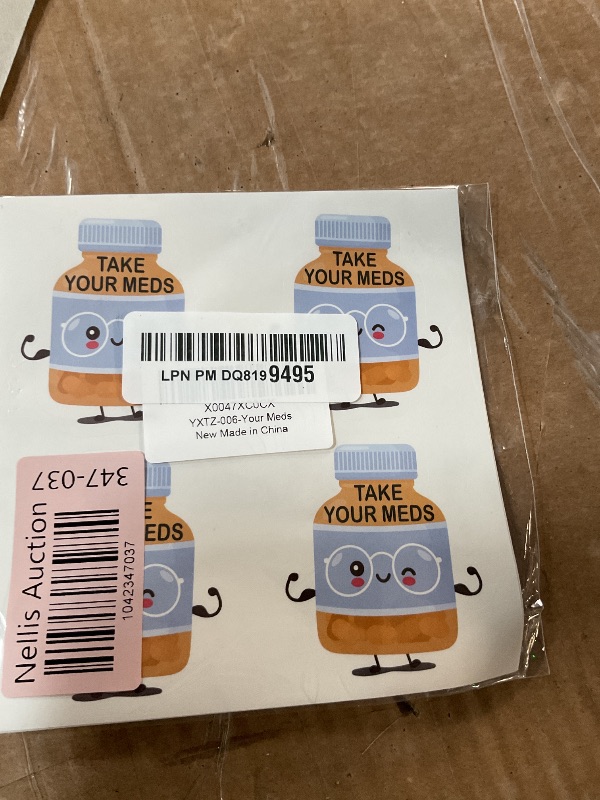 TAKE
YOUR MEDS
TAKE
YOUR MEDS
LPN PM DQ8199495
YXTZ-006-Your Meds
New Made in China
347-037
Nellis Auction
1042347037
E
EDS
TAKE
YOUR MEDS